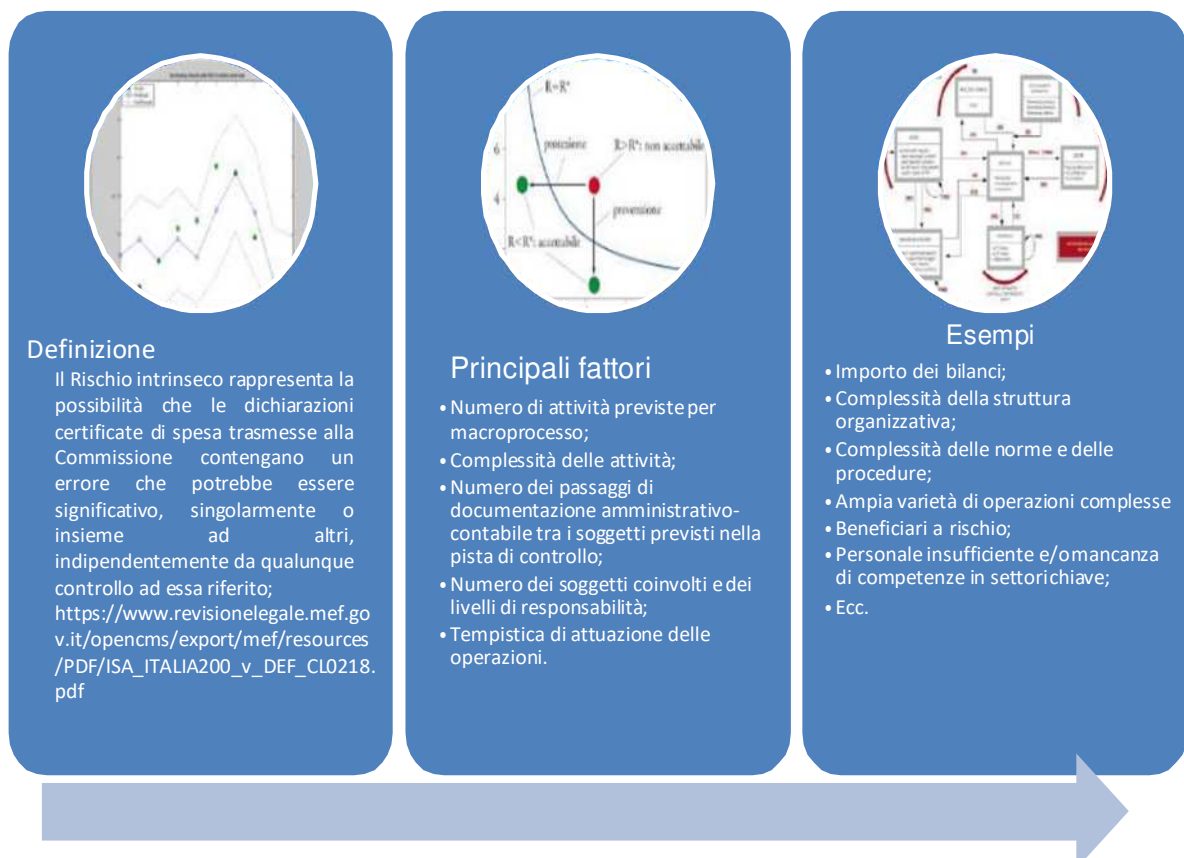 R=R*
protezione
R>R*: non accettabile
6
4
prevenzione
R<R*: accettabile
Definizione
Il Rischio intrinseco rappresenta la
possibilità che le dichiarazioni
certificate di spesa trasmesse alla
Commissione contengano un
errore che potrebbe essere
significativo, singolarmente o
insieme ad altri,
indipendentemente da qualunque
controllo ad essa riferito;
https://www.revisionelegale.mef.go
v.it/opencms/export/mef/resources
/PDF/ISA_ITALIA200_v_DEF_CL0218.
pdf
Principali fattori
• Numero di attività previste per
macroprocesso;
• Complessità delle attività;
• Numero dei passaggi di
documentazione amministrativo-
contabile tra i soggetti previsti nella
pista di controllo;
• Numero dei soggetti coinvolti e dei
livelli di responsabilità;
• Tempistica di attuazione delle
operazioni.
Esempi
• Importo dei bilanci;
• Complessità della struttura
organizzativa;
• Complessità delle norme e delle
procedure;
• Ampia varietà di operazioni complesse
• Beneficiari a rischio;
• Personale insufficiente e/o mancanza
di competenze in settori chiave;
• Ecc.